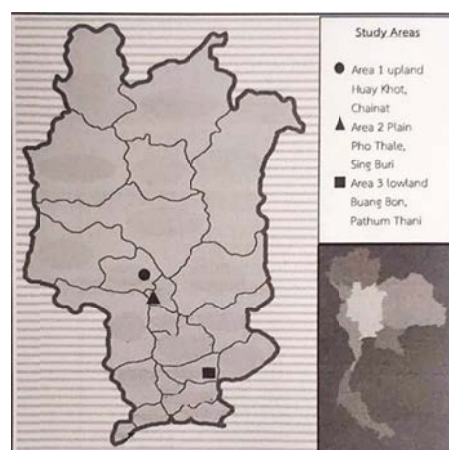 Study Areas
Area 1 upland
Huay Khot,
Chainat
Area 2 Plain
Pho Thale,
Sing Buri
Area 3 lowland
Buang Bon,
Pathum Thani